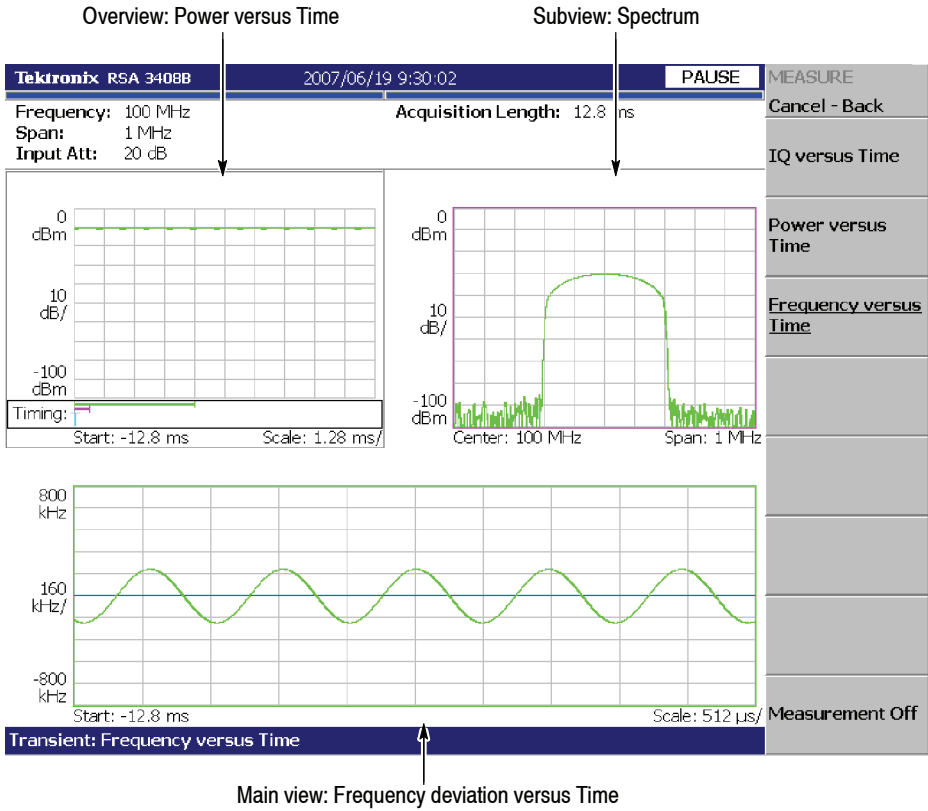 Overview: Power versus Time
Subview: Spectrum
Tektronix RSA 3408B 2007/06/19 9:30:02 PAUSE
MEASURE
Cancel - Back
Frequency: 100 MHz
Span: 1 MHz
Input Att: 20 dB
Acquisition Length: 12.8 ms
IQ versus Time
Power versus
Time
Frequency versus
Time
Measurement Off
0
dBm
10
dB/
-100
dBm
Timing:
Start: -12.8 ms Scale: 1.28 ms/
0
dBm
10
dB/
-100
dBm
Center: 100 MHz Span: 1 MHz
800
kHz
160
kHz/
-800
kHz
Start: -12.8 ms Scale: 512 µs/
Transient: Frequency versus Time
Main view: Frequency deviation versus Time